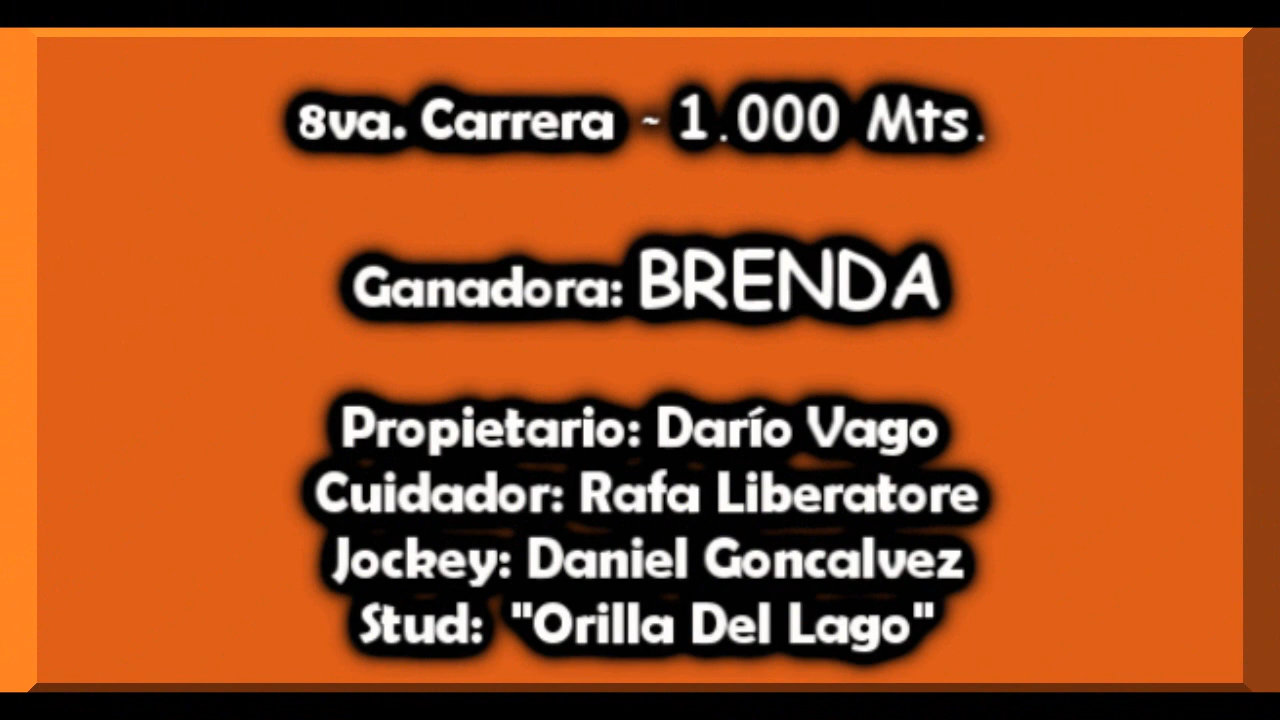 8va. Carrera ~ 1.000 Mts.
Ganadora: BRENDA
Propietario: Darío Vago
Cuidador: Rafa Liberatore
Jockey: Daniel Goncalvez
Stud: "Orilla Del Lago"